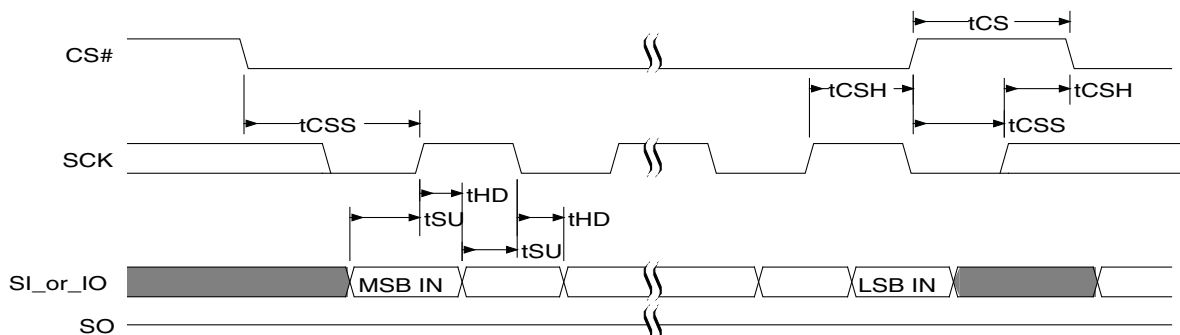 tCS
CS#
tCSH
tCSH
tCSS
tCSS
SCK
tHD
tSU
tHD
tSU
SI_or_IO
MSB IN
LSB IN
SO